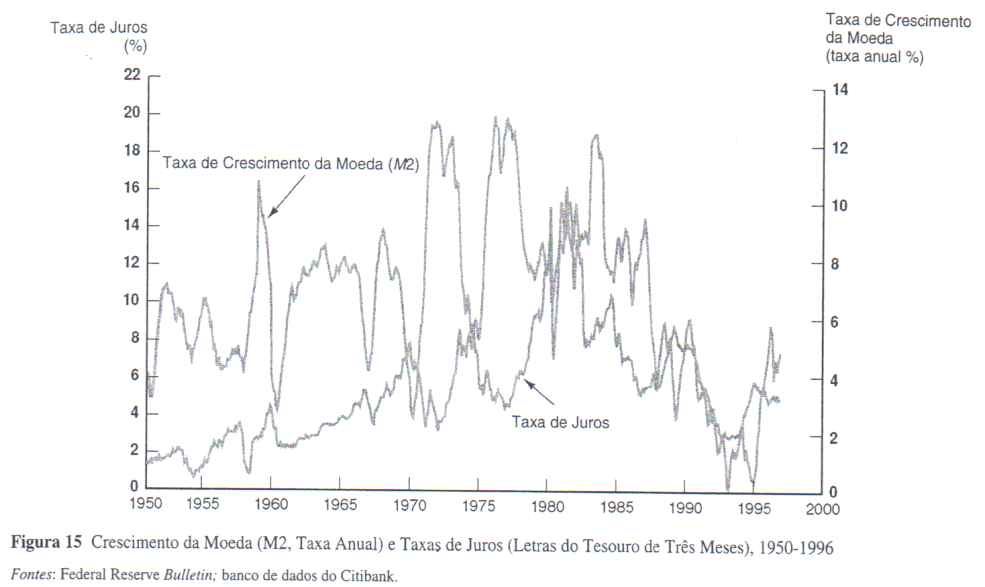 Taxa de Juros
(%)
Taxa de Crescimento
da Moeda
(taxa anual %)
22
20
18
16
14
12
10
8
6
4
2
0
14
12
10
8
6
4
2
0
Taxa de Crescimento da Moeda (M2)
Taxa de Juros
1950 1955 1960 1965 1970 1975 1980 1985 1990 1995 2000
Figura 15 Crescimento da Moeda (M2, Taxa Anual) e Taxas de Juros (Letras do Tesouro de Três Meses), 1950-1996
Fontes: Federal Reserve Bulletin; banco de dados do Citibank.